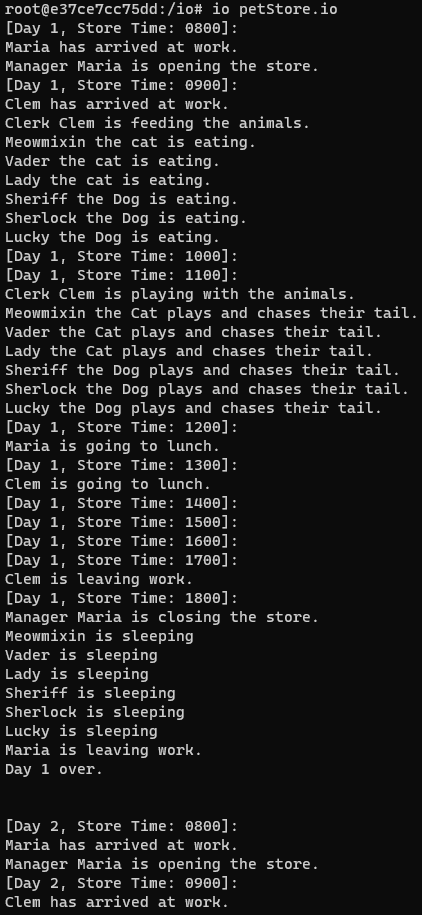 root@e37ce7cc75dd:/io# io petStore.io
[Day 1, Store Time: 0800]:
Maria has arrived at work.
Manager Maria is opening the store.
[Day 1, Store Time: 0900]:
Clem has arrived at work.
Clerk Clem is feeding the animals.
Meowmixin the cat is eating.
Vader the cat is eating.
Lady the cat is eating.
Sheriff the Dog is eating.
Sherlock the Dog is eating.
Lucky the Dog is eating.
[Day 1, Store Time: 1000]:
[Day 1, Store Time: 1100]:
Clerk Clem is playing with the animals.
Meowmixin the Cat plays and chases their tail.
Vader the Cat plays and chases their tail.
Lady the Cat plays and chases their tail.
Sheriff the Dog plays and chases their tail.
Sherlock the Dog plays and chases their tail.
Lucky the Dog plays and chases their tail.
[Day 1, Store Time: 1200]:
Maria is going to lunch.
[Day 1, Store Time: 1300]:
Clem is going to lunch.
[Day 1, Store Time: 1400]:
[Day 1, Store Time: 1500]:
[Day 1, Store Time: 1600]:
[Day 1, Store Time: 1700]:
Clem is leaving work.
[Day 1, Store Time: 1800]:
Manager Maria is closing the store.
Meowmixin is sleeping
Vader is sleeping
Lady is sleeping
Sheriff is sleeping
Sherlock is sleeping
Lucky is sleeping
Maria is leaving work.
Day 1 over.
[Day 2, Store Time: 0800]:
Maria has arrived at work.
Manager Maria is opening the store.
[Day 2, Store Time: 0900]:
Clem has arrived at work.